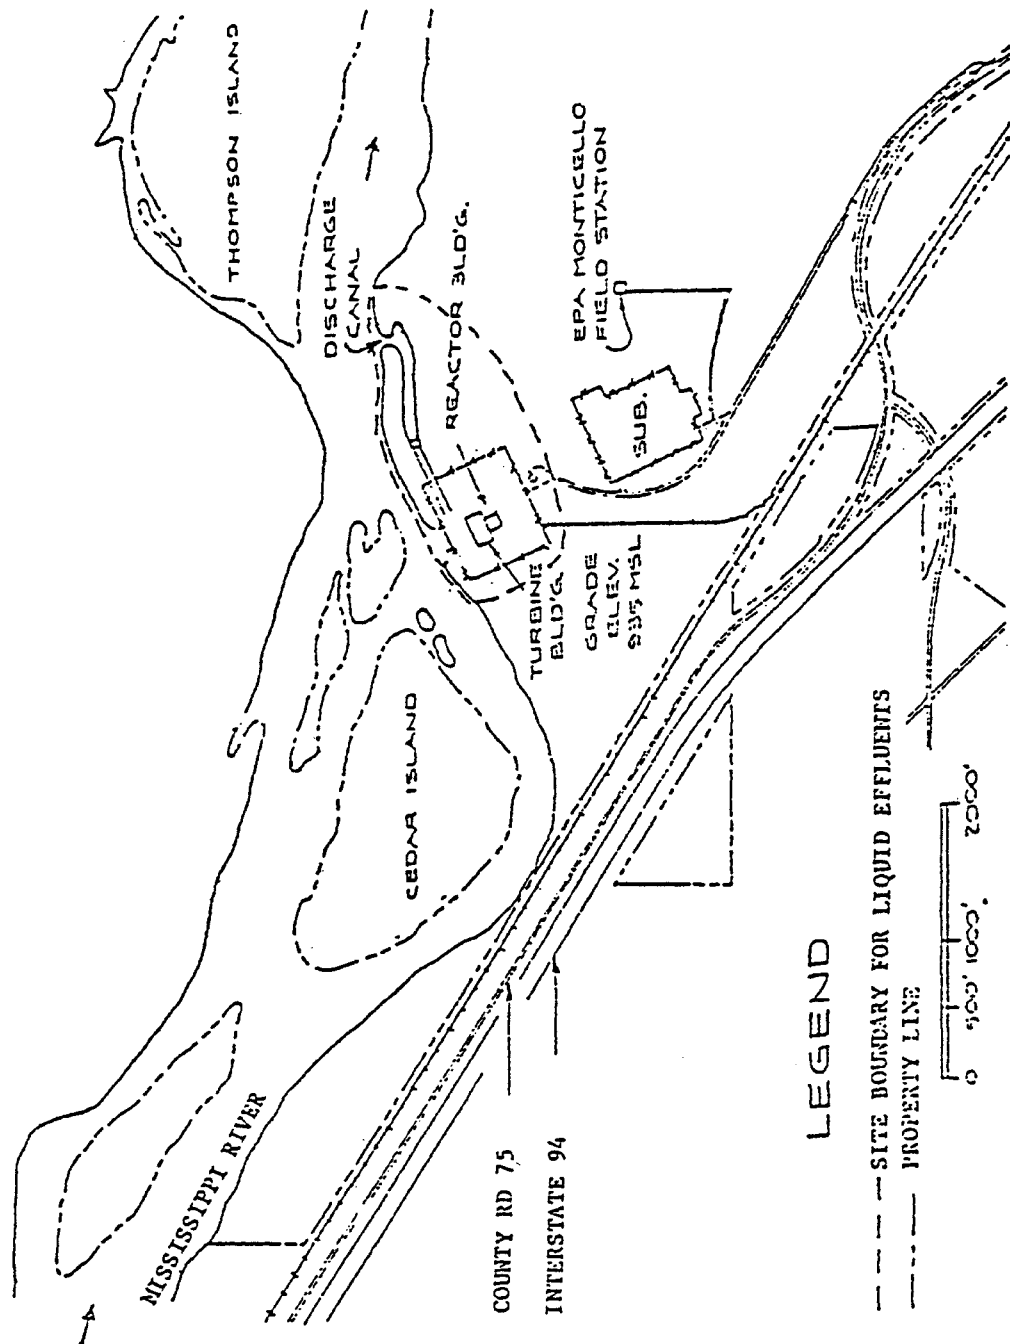 THOMPSON ISLAND
DISCHARGE
CANAL
REACTOR BLD'G.
EPA MONTICELLO
FIELD STATION
SUB.
TURBINE
BLD'G.
GRADE
ELEV.
935 MSL
CEDAR ISLAND
MISSISSIPPI RIVER
COUNTY RD 75
INTERSTATE 94
LEGEND
SITE BOUNDARY FOR LIQUID EFFLUENTS
PROPERTY LINE
0 500' 1000' 2000'